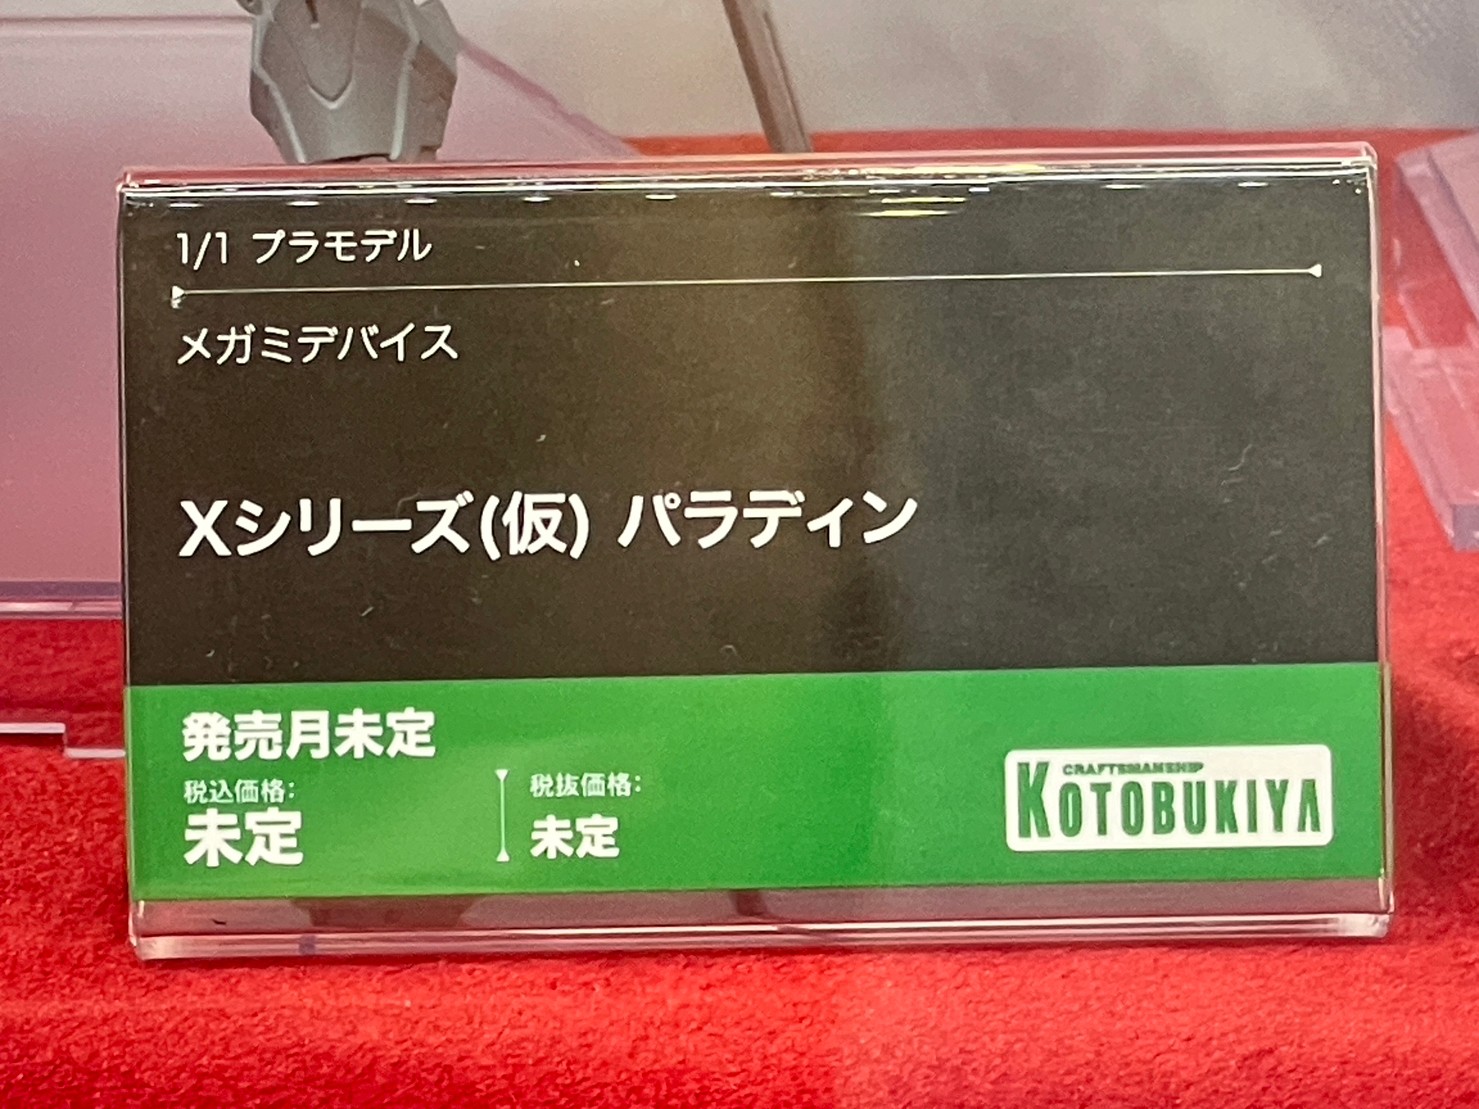 1/1 プラモデル
メガミデバイス
Xシリーズ(仮) パラディン
発売月未定
税込価格:
未定
税抜価格:
未定
CRAFTSMANSHIP
KOTOBUKIYA